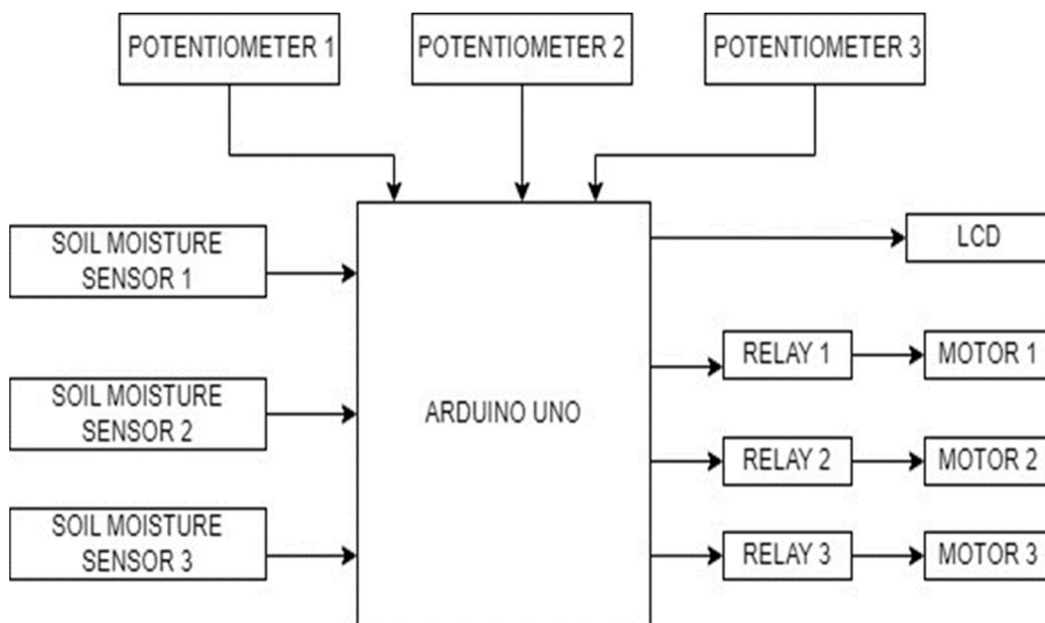 POTENTIOMETER 1
POTENTIOMETER 2
POTENTIOMETER 3
SOIL MOISTURE
SENSOR 1
LCD
RELAY 1
MOTOR 1
SOIL MOISTURE
SENSOR 2
ARDUINO UNO
RELAY 2
MOTOR 2
SOIL MOISTURE
SENSOR 3
RELAY 3
MOTOR 3